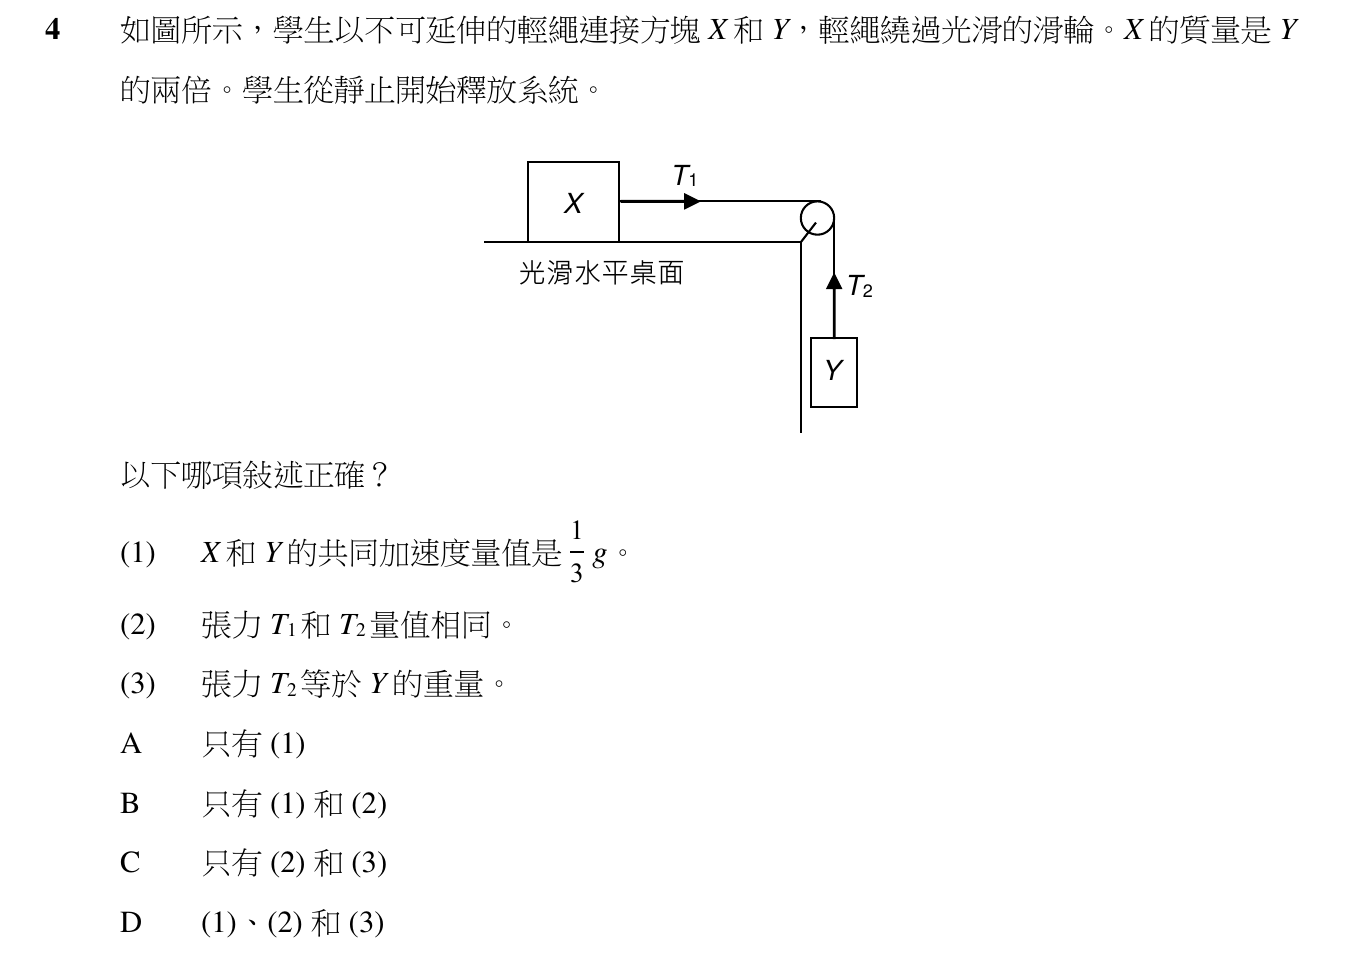 4 如圖所示，學生以不可延伸的輕繩連接方塊 X 和 Y，輕繩繞過光滑的滑輪。X 的質量是 Y
的兩倍。學生從靜止開始釋放系統。
X
T1
光滑水平桌面
T2
Y
以下哪項敍述正確？
(1) X 和 Y 的共同加速度量值是 1/3 g。
(2) 張力 T1 和 T2 量值相同。
(3) 張力 T2 等於 Y 的重量。
A 只有 (1)
B 只有 (1) 和 (2)
C 只有 (2) 和 (3)
D (1)、(2) 和 (3)